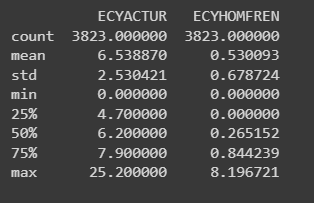 ECYACTUR ECYHOMFREN
count 3823.000000 3823.000000
mean 6.538870 0.530093
std 2.530421 0.678724
min 0.000000 0.000000
25% 4.700000 0.000000
50% 6.200000 0.265152
75% 7.900000 0.844239
max 25.200000 8.196721